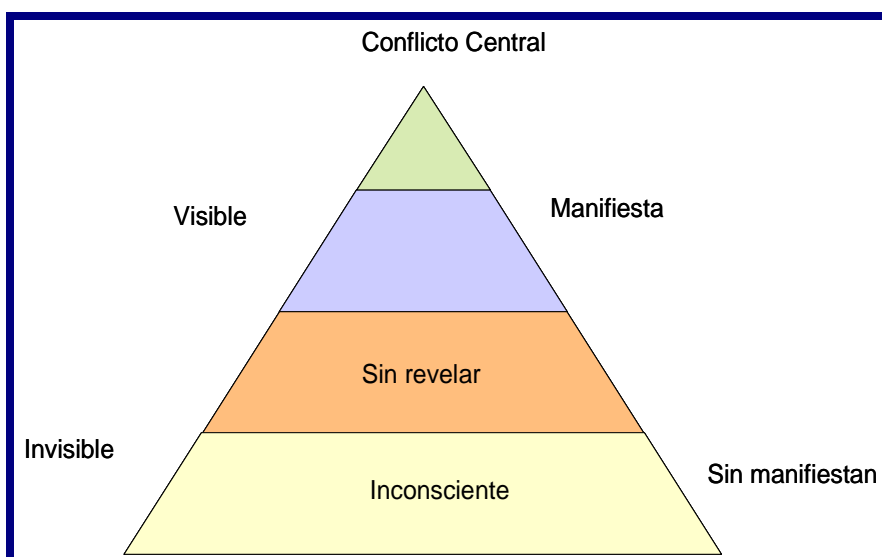 Conflicto Central
Visible
Manifiesta
Sin revelar
Invisible
Sin manifiestan
Inconsciente